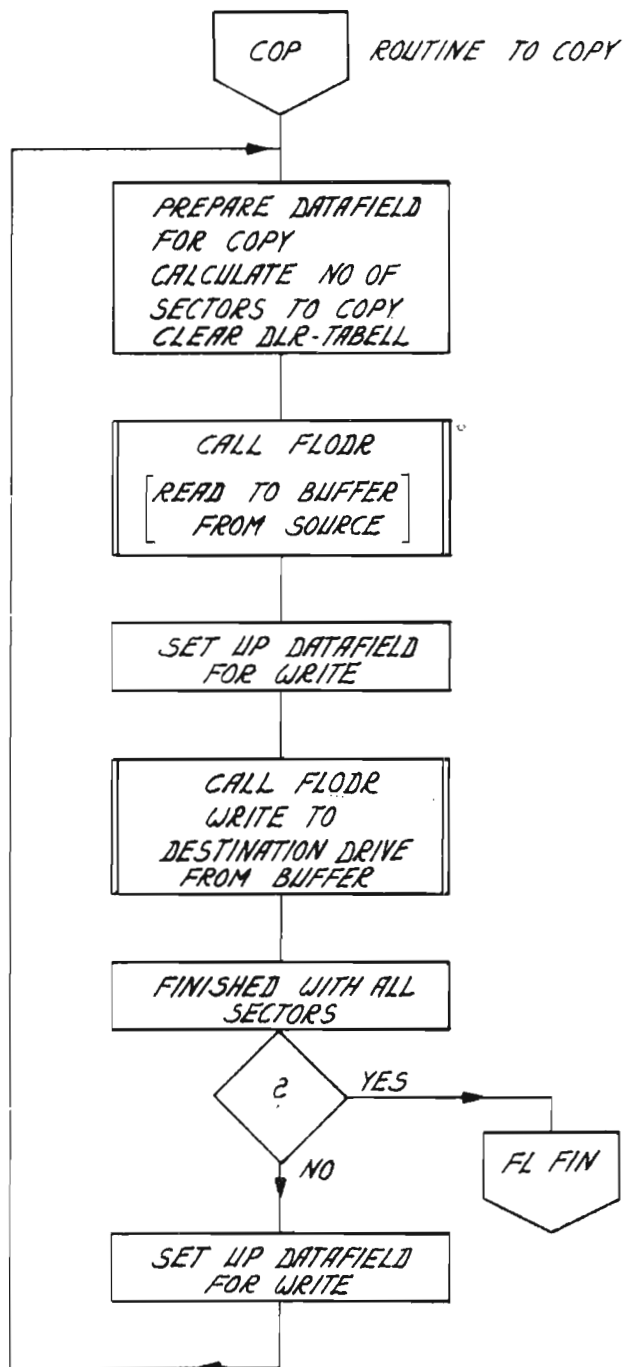 COP
ROUTINE TO COPY
PREPARE DATAFIELD
FOR COPY
CALCULATE NO OF
SECTORS TO COPY
CLEAR DLR-TABELL
CALL FLODR
[READ TO BUFFER
FROM SOURCE]
SET UP DATAFIELD
FOR WRITE
CALL FLODR
WRITE TO
DESTINATION DRIVE
FROM BUFFER
FINISHED WITH ALL
SECTORS
?
YES
FL FIN
NO
SET UP DATAFIELD
FOR WRITE